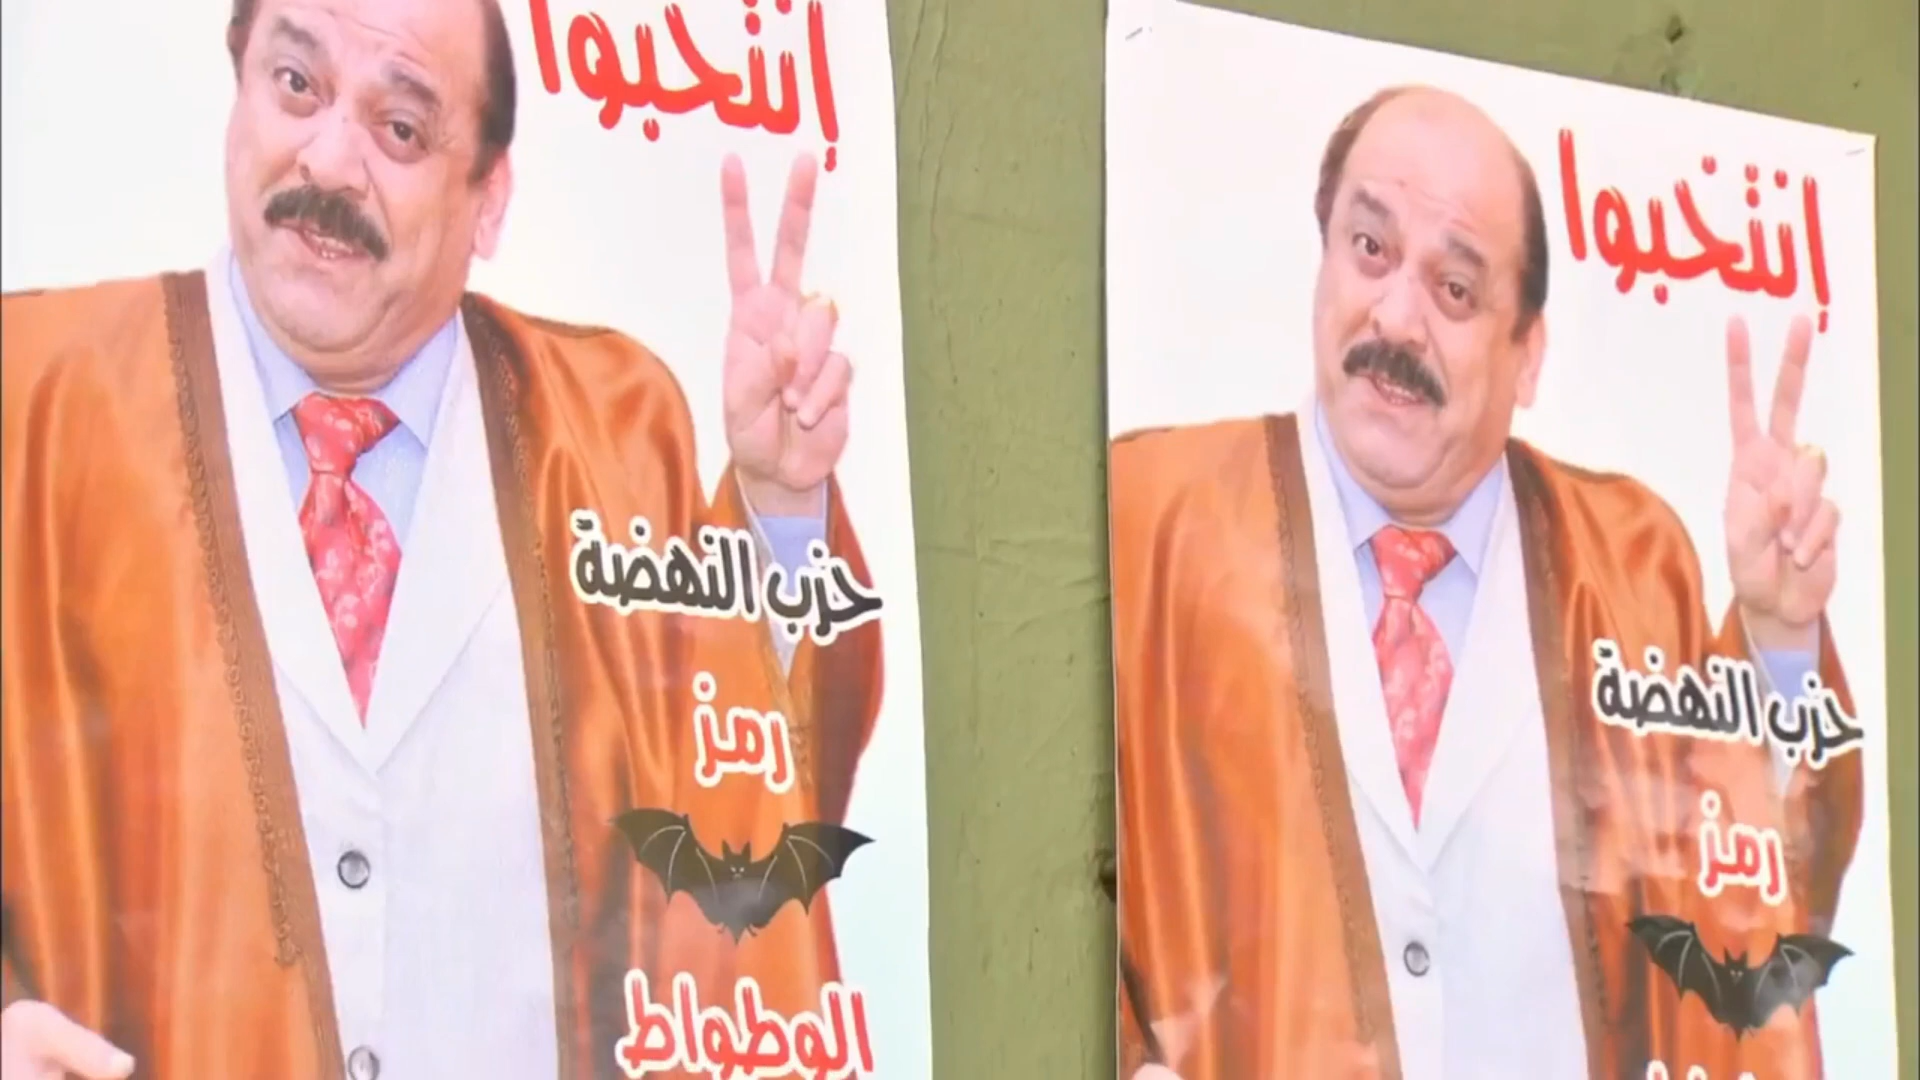 إنتخبوا
حزب النهضة
رمز
الوطواط
إنتخبوا
حزب النهضة
رمز